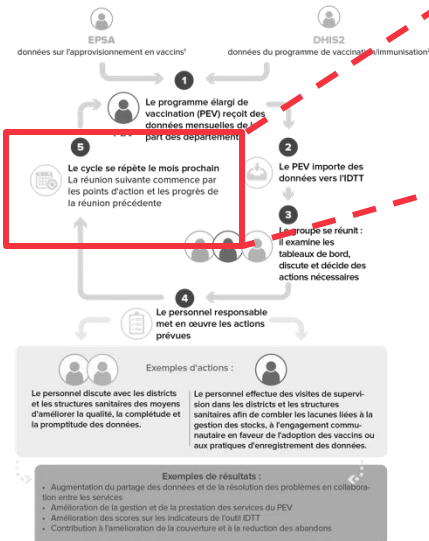 EPSA
données sur l'approvisionnement en vaccins¹
DHIS2
données du programme de vaccination/immunisation²
1
Le programme élargi de
vaccination (PEV) reçoit des
données mensuelles de la
part des départements
5
Le cycle se répète le mois prochain
La réunion suivante commence par
les points d'action et les progrès de
la réunion précédente
2
Le PEV importe des
données vers l'IDTT
3
Le groupe se réunit :
il examine les
tableaux de bord,
discute et décide des
actions nécessaires
4
Le personnel responsable
met en œuvre les actions
prévues
Exemples d'actions :
Le personnel discute avec les districts
et les structures sanitaires des moyens
d'améliorer la qualité, la complétude et
la promptitude des données.
Le personnel effectue des visites de supervi-
sion dans les districts et les structures
sanitaires afin de combler les lacunes liées à la
gestion des stocks, à l'engagement commu-
nautaire en faveur de l'adoption des vaccins ou
aux pratiques d'enregistrement des données.
Exemples de résultats :
• Augmentation du partage des données et de la résolution des problèmes en collabora-
tion entre les services
• Amélioration de la gestion et de la prestation des services du PEV
• Amélioration des scores sur les indicateurs de l'outil IDTT
• Contribution à l'amélioration de la couverture et à la reduction des abandons